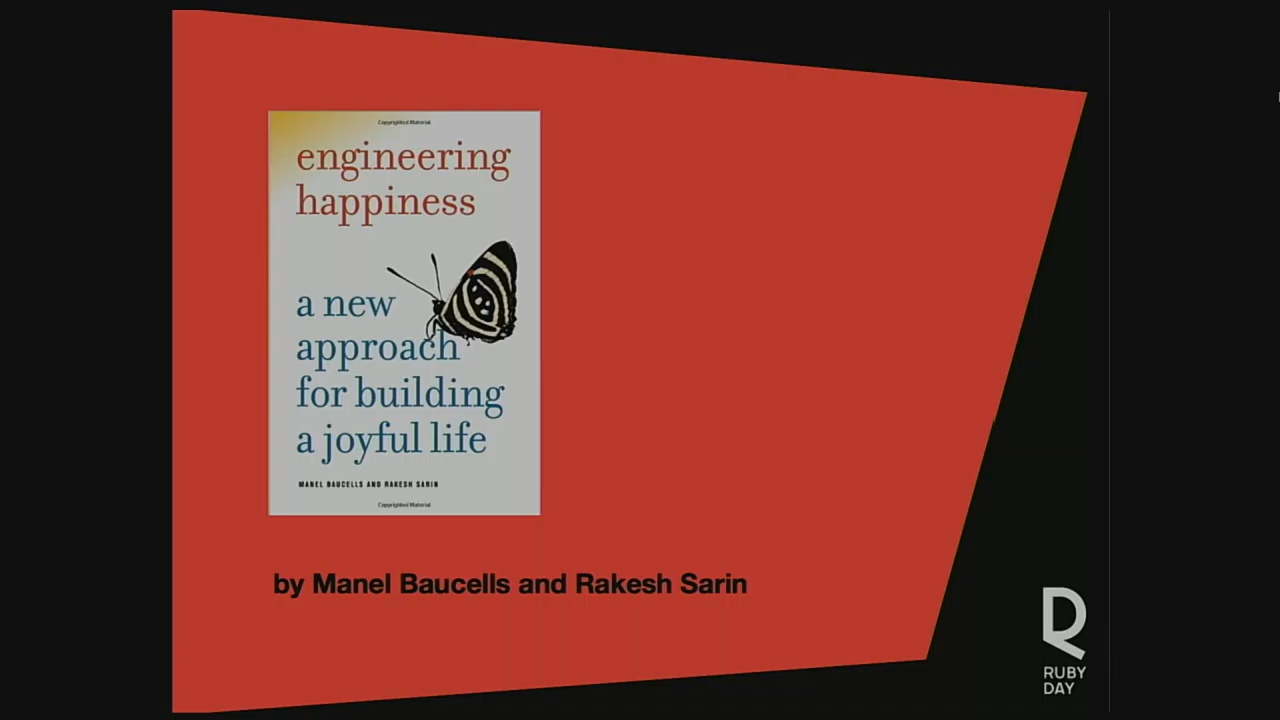 Copyrighted Material
engineering
happiness
a new
approach
for building
a joyful life
MANEL BAUCELLS AND RAKESH SARIN
Copyrighted Material
by Manel Baucells and Rakesh Sarin
RUBY
DAY